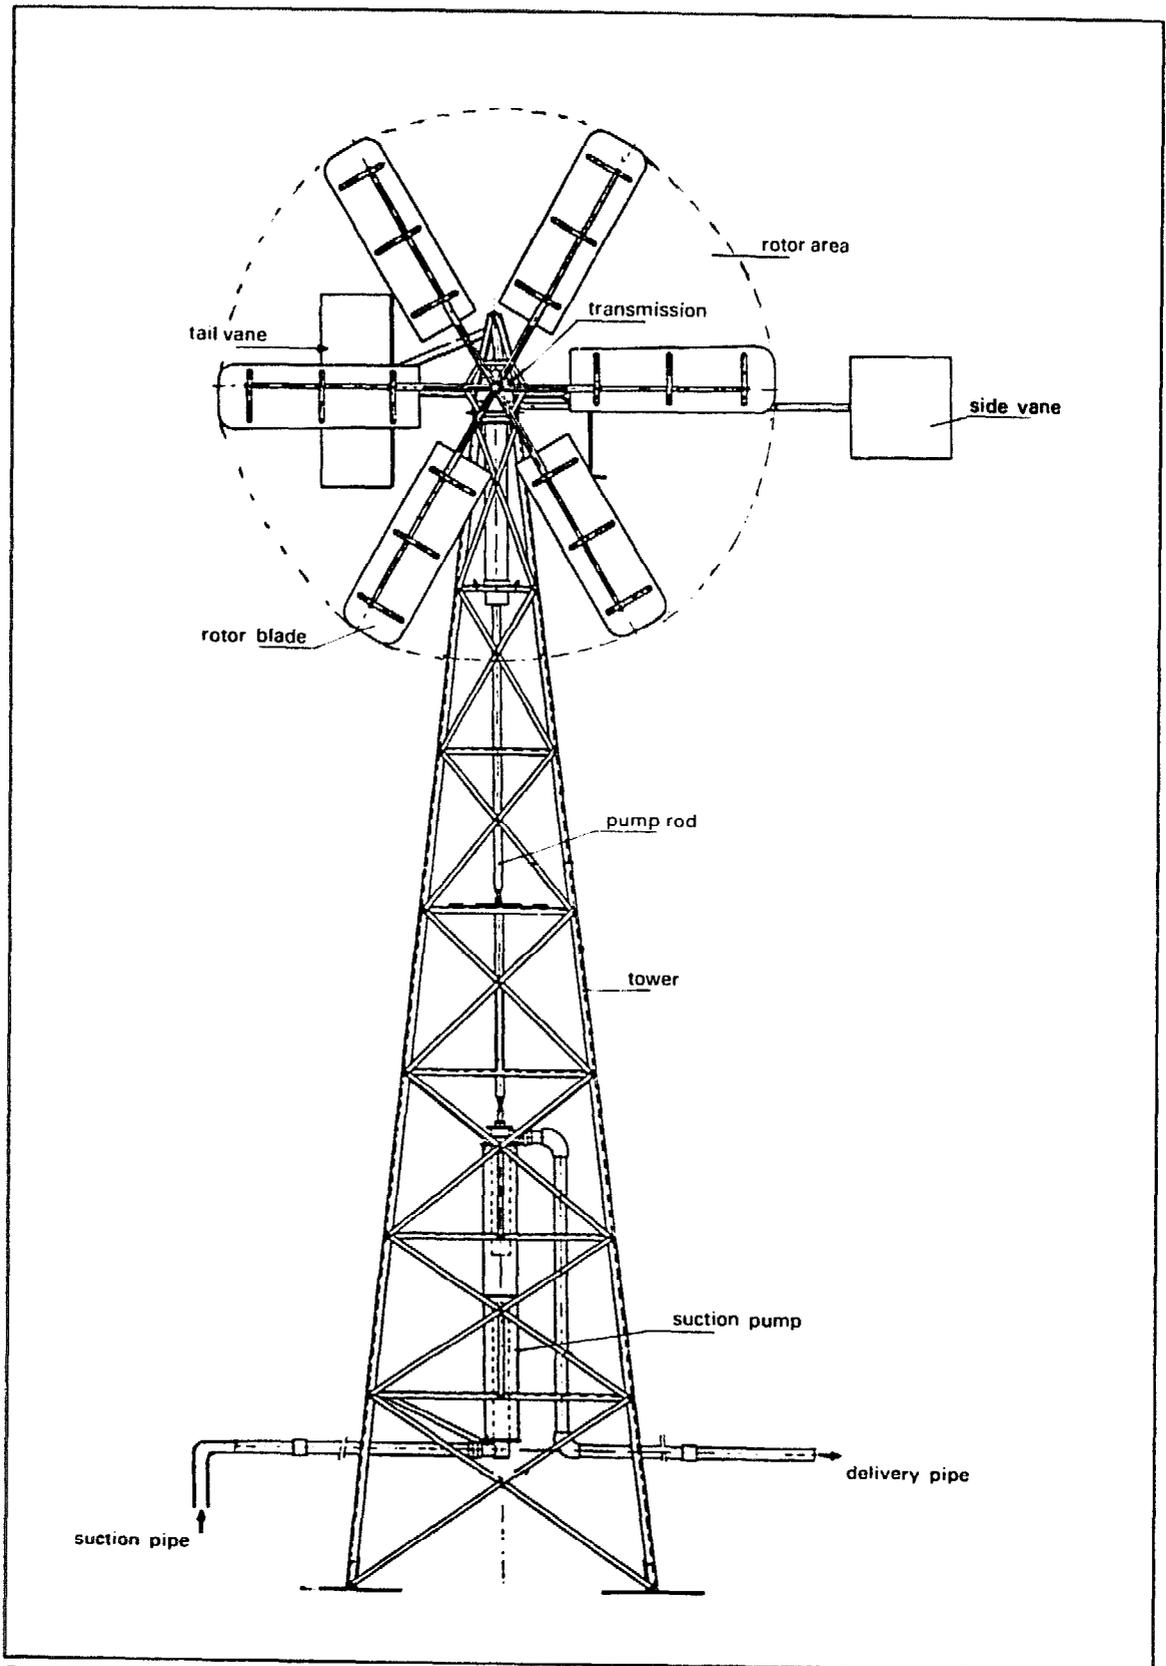 rotor area
transmission
tail vane
side vane
rotor blade
pump rod
tower
suction pump
delivery pipe
suction pipe